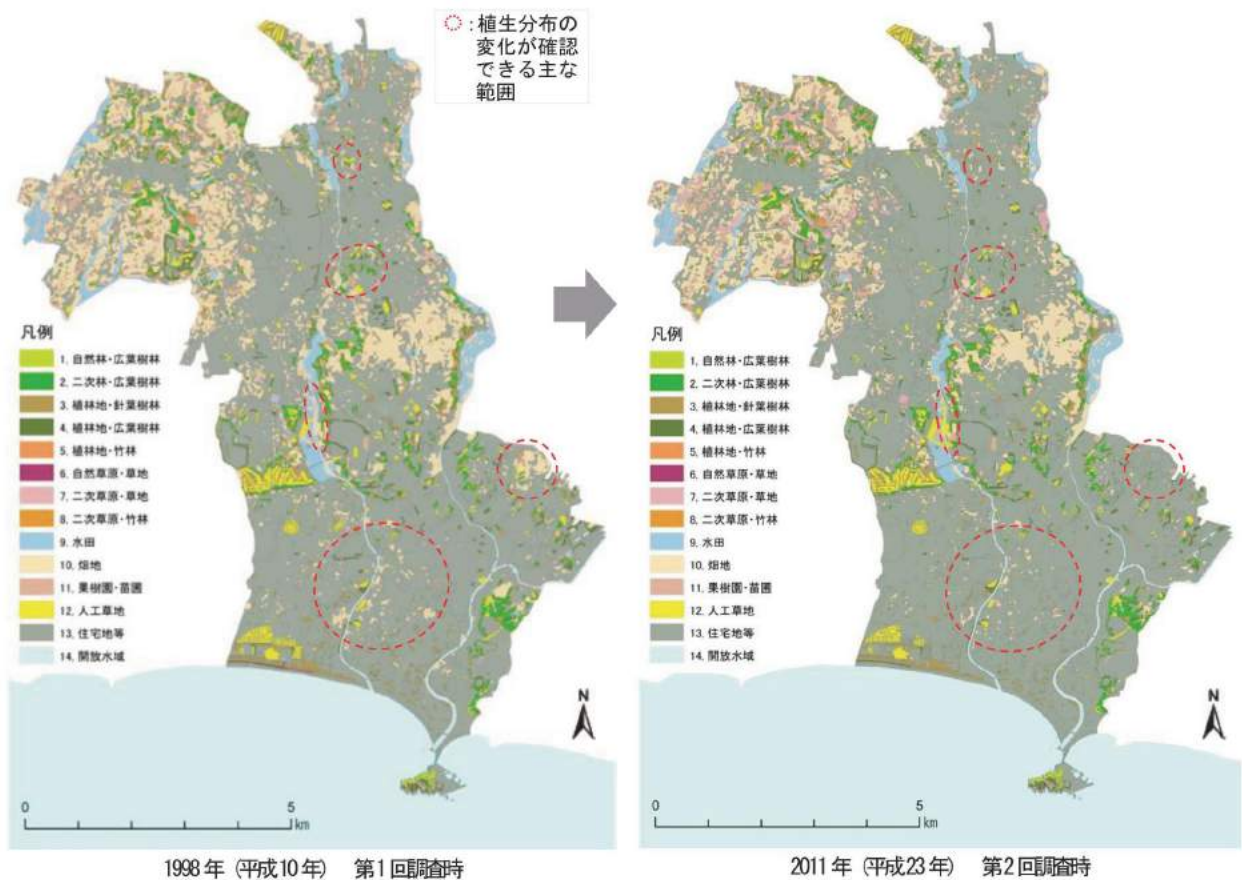 ：植生分布の
変化が確認
できる主な
範囲
凡例
1. 自然林・広葉樹林
2. 二次林・広葉樹林
3. 植林地・針葉樹林
4. 植林地・広葉樹林
5. 植林地・竹林
6. 自然草原・草地
7. 二次草原・草地
8. 二次草原・竹林
9. 水田
10. 畑地
11. 果樹園・苗圃
12. 人工草地
13. 住宅地等
14. 開放水域
N
0 5
km
1998年（平成10年） 第1回調査時
凡例
1. 自然林・広葉樹林
2. 二次林・広葉樹林
3. 植林地・針葉樹林
4. 植林地・広葉樹林
5. 植林地・竹林
6. 自然草原・草地
7. 二次草原・草地
8. 二次草原・竹林
9. 水田
10. 畑地
11. 果樹園・苗圃
12. 人工草地
13. 住宅地等
14. 開放水域
N
0 5
km
2011年（平成23年） 第2回調査時